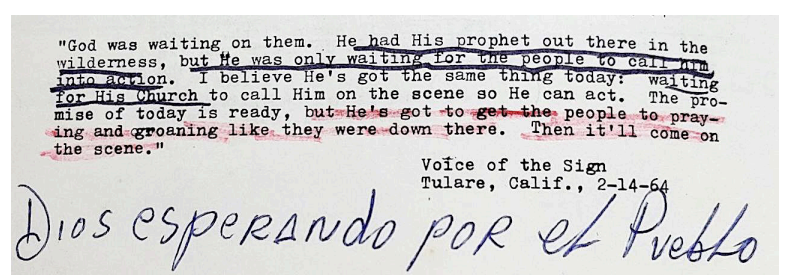 "God was waiting on them. He had His prophet out there in the
wilderness, but He was only waiting for the people to call him
into action. I believe He's got the same thing today: waiting
for His Church to call Him on the scene so He can act. The pro-
mise of today is ready, but He's got to get the people to pray-
ing and groaning like they were down there. Then it'll come on
the scene."
Voice of the Sign
Tulare, Calif., 2-14-64
Dios esperando por el Pueblo